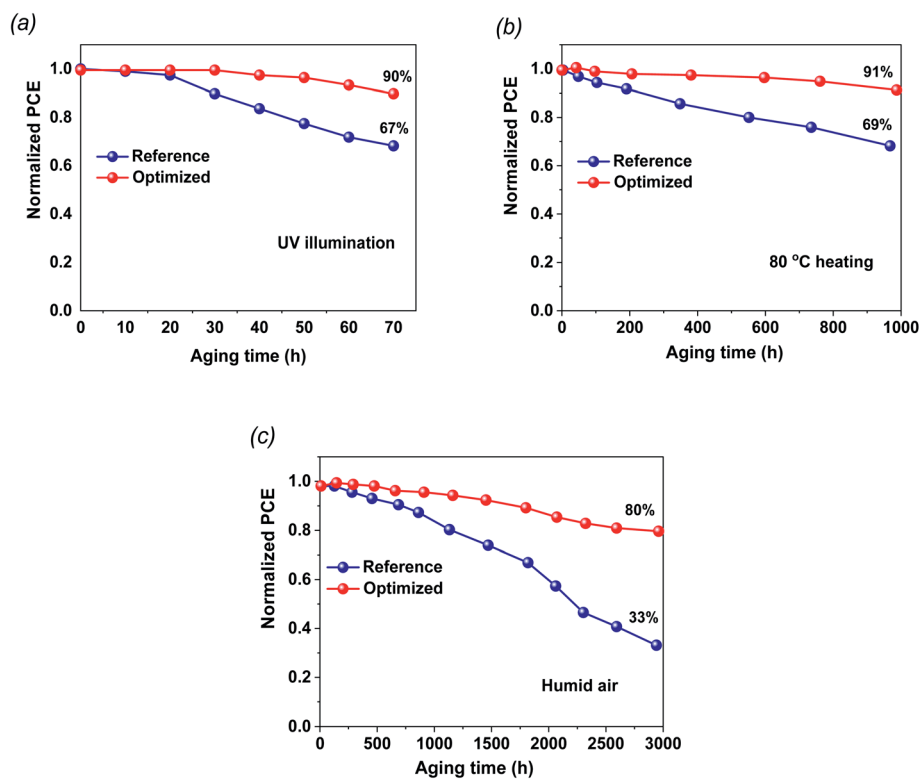 (a)
Normalized PCE
1.0
0.8
0.6
0.4
0.2
0.0
90%
67%
Reference
Optimized
UV illumination
0 10 20 30 40 50 60 70
Aging time (h)
(b)
Normalized PCE
1.0
0.8
0.6
0.4
0.2
0.0
91%
69%
Reference
Optimized
80 °C heating
0 200 400 600 800 1000
Aging time (h)
(c)
Normalized PCE
1.0
0.8
0.6
0.4
0.2
0.0
80%
Reference
Optimized
33%
Humid air
0 500 1000 1500 2000 2500 3000
Aging time (h)